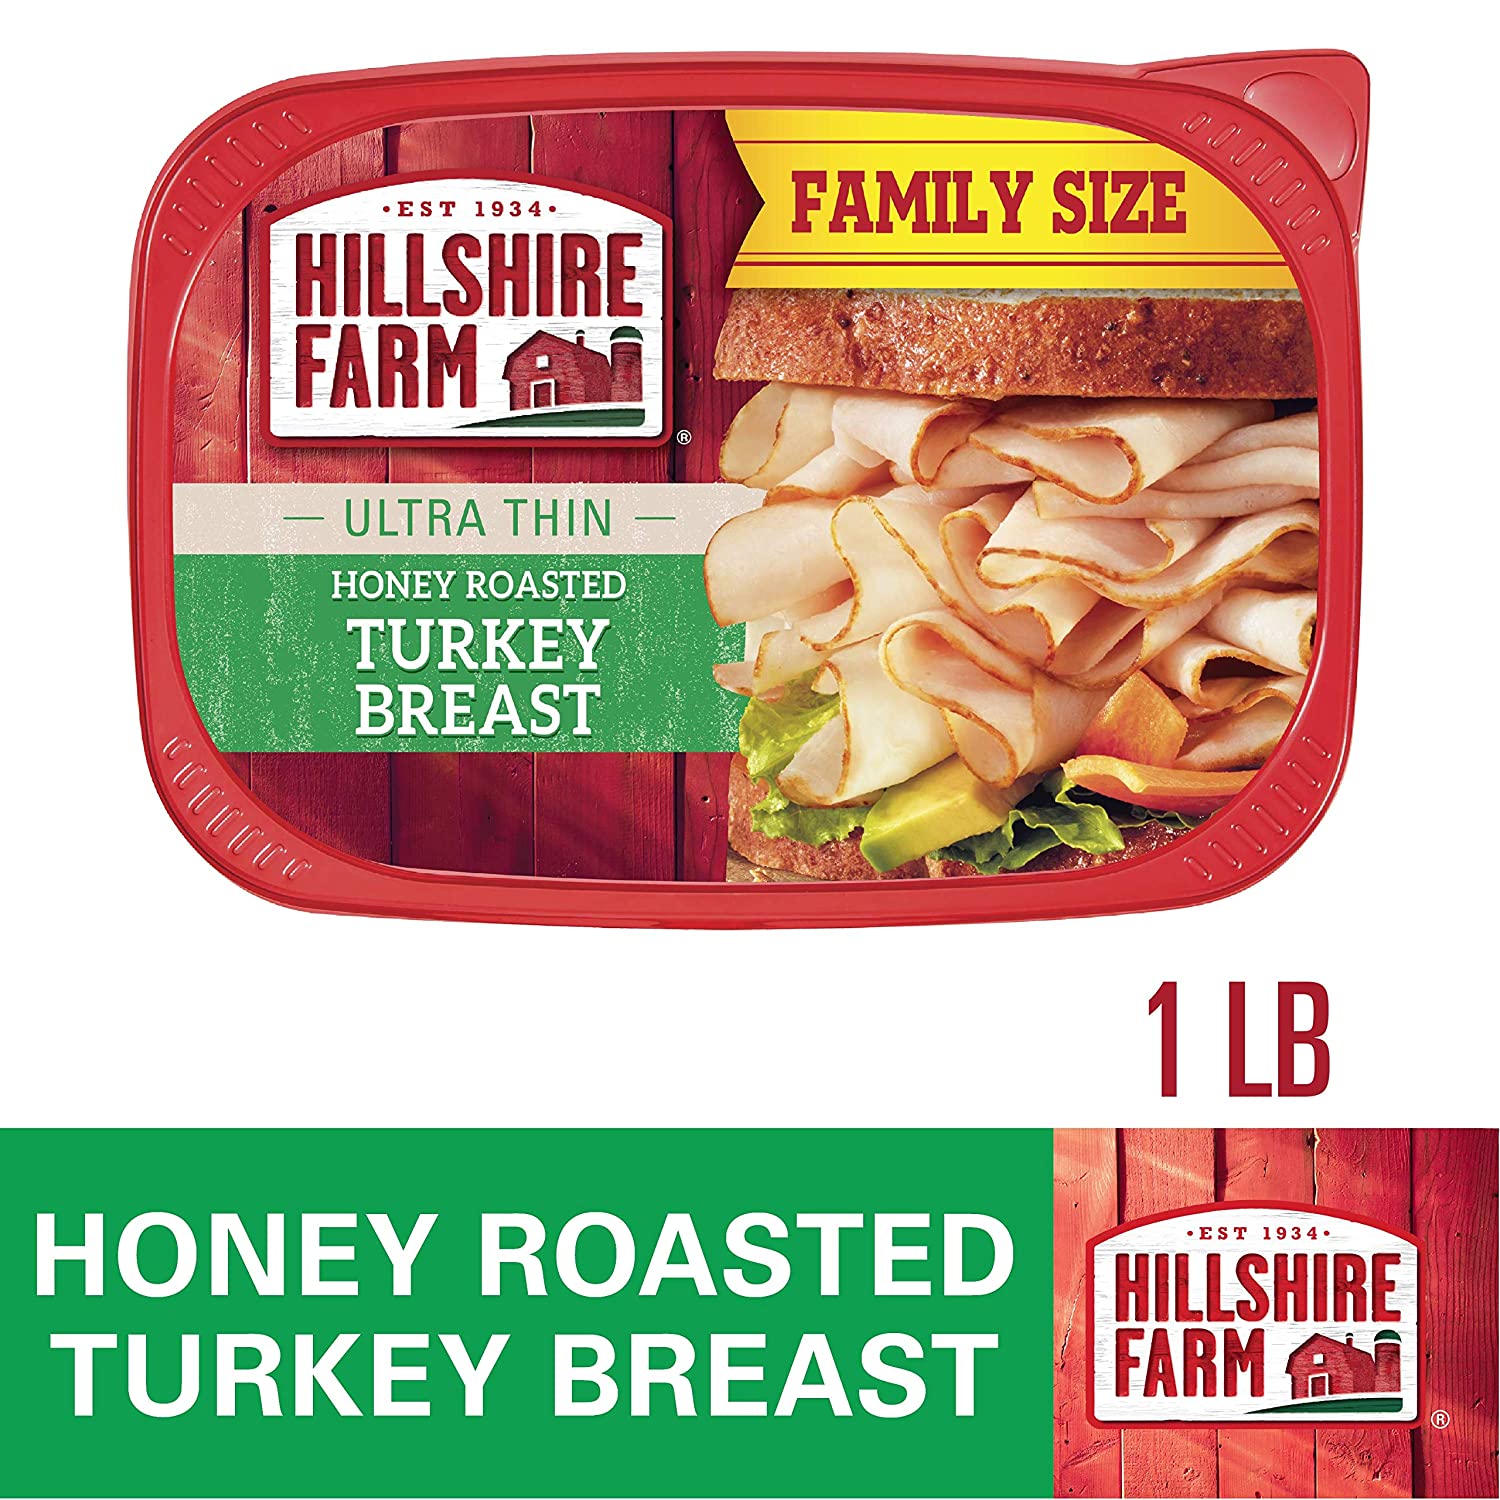 · EST 1934 ·
HILLSHIRE
FARM
®
FAMILY SIZE
— ULTRA THIN —
HONEY ROASTED
TURKEY
BREAST
1 LB
HONEY ROASTED
TURKEY BREAST
· EST 1934 ·
HILLSHIRE
FARM
®